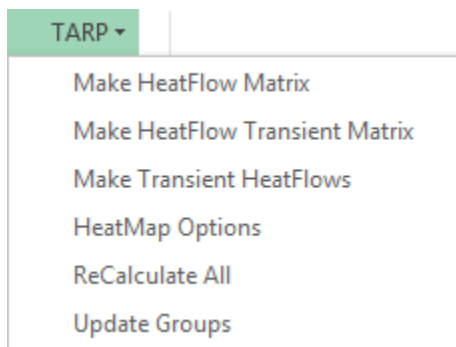 TARP
Make HeatFlow Matrix
Make HeatFlow Transient Matrix
Make Transient HeatFlows
HeatMap Options
ReCalculate All
Update Groups